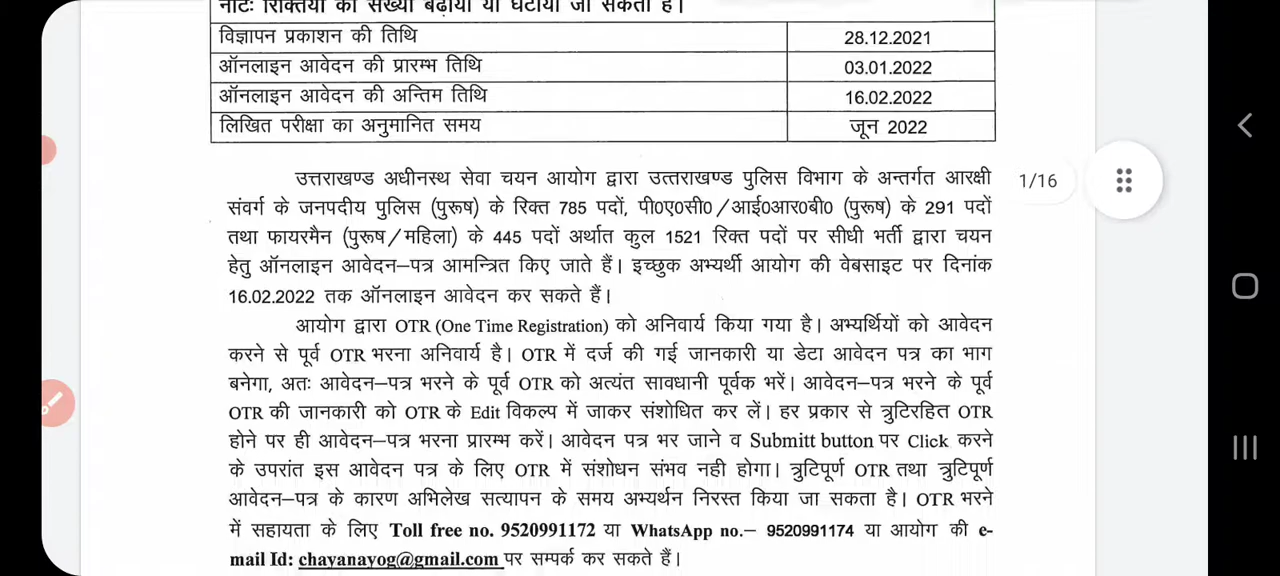 नोटः रिक्तियों की संख्या बढ़ायी या घटायी जा सकती है।
विज्ञापन प्रकाशन की तिथि 28.12.2021
ऑनलाइन आवेदन की प्रारम्भ तिथि 03.01.2022
ऑनलाइन आवेदन की अन्तिम तिथि 16.02.2022
लिखित परीक्षा का अनुमानित समय जून 2022
उत्तराखण्ड अधीनस्थ सेवा चयन आयोग द्वारा उत्तराखण्ड पुलिस विभाग के अन्तर्गत आरक्षी
संवर्ग के जनपदीय पुलिस (पुरूष) के रिक्त 785 पदों, पी0ए0सी0/आई0आर0बी0 (पुरूष) के 291 पदों
तथा फायरमैन (पुरूष/महिला) के 445 पदों अर्थात कुल 1521 रिक्त पदों पर सीधी भर्ती द्वारा चयन
हेतु ऑनलाइन आवेदन–पत्र आमन्त्रित किए जाते हैं। इच्छुक अभ्यर्थी आयोग की वेबसाइट पर दिनांक
16.02.2022 तक ऑनलाइन आवेदन कर सकते हैं।
आयोग द्वारा OTR (One Time Registration) को अनिवार्य किया गया है। अभ्यर्थियों को आवेदन
करने से पूर्व OTR भरना अनिवार्य है। OTR में दर्ज की गई जानकारी या डेटा आवेदन पत्र का भाग
बनेगा, अतः आवेदन–पत्र भरने के पूर्व OTR को अत्यंत सावधानी पूर्वक भरें। आवेदन–पत्र भरने के पूर्व
OTR की जानकारी को OTR के Edit विकल्प में जाकर संशोधित कर लें। हर प्रकार से त्रुटिरहित OTR
होने पर ही आवेदन–पत्र भरना प्रारम्भ करें। आवेदन पत्र भर जाने व Submitt button पर Click करने
के उपरांत इस आवेदन पत्र के लिए OTR में संशोधन संभव नही होगा। त्रुटिपूर्ण OTR तथा त्रुटिपूर्ण
आवेदन–पत्र के कारण अभिलेख सत्यापन के समय अभ्यर्थन निरस्त किया जा सकता है। OTR भरने
में सहायता के लिए Toll free no. 9520991172 या WhatsApp no.– 9520991174 या आयोग की e-
mail Id: chayanayog@gmail.com पर सम्पर्क कर सकते हैं।
1/16